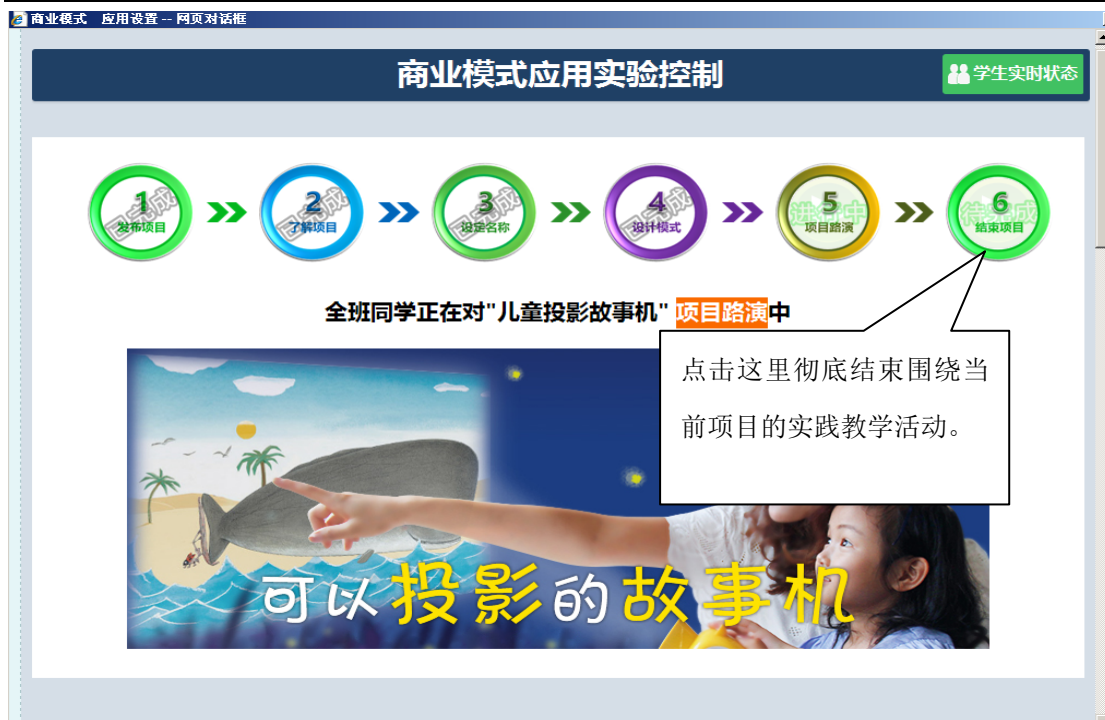 商业模式 应用设置 -- 网页对话框
商业模式应用实验控制
学生实时状态
1
已完成
发布项目
2
已完成
了解项目
3
已完成
设定名称
4
已完成
设计模式
5
进行中
项目路演
6
待完成
结束项目
全班同学正在对"儿童投影故事机" 项目路演中
点击这里彻底结束围绕当
前项目的实践教学活动。
可以投影的故事机